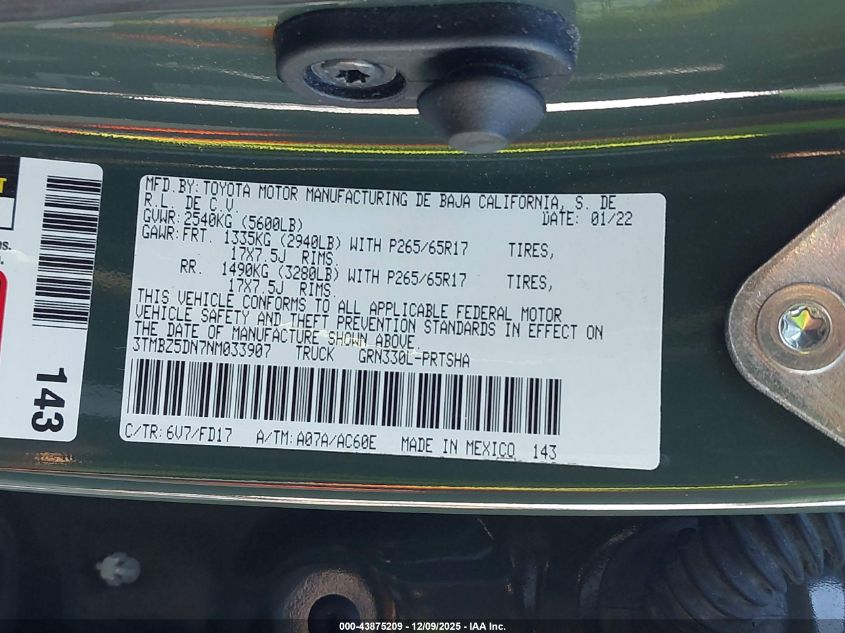 MFD.BY:TOYOTA MOTOR MANUFACTURING DE BAJA CALIFORNIA, S. DE
R.L. DE C.V. DATE: 01/22
GVWR:2540KG (5600LB)
GAWR:FRT. 1335KG (2940LB) WITH P265/65R17 TIRES,
17X7.5J RIMS.
RR. 1490KG (3280LB) WITH P265/65R17 TIRES,
17X7.5J RIMS.
THIS VEHICLE CONFORMS TO ALL APPLICABLE FEDERAL MOTOR
VEHICLE SAFETY AND THEFT PREVENTION STANDARDS IN EFFECT ON
THE DATE OF MANUFACTURE SHOWN ABOVE.
3TMBZ5DN7NM033907 TRUCK GRN330L-PRTSHA
C/TR: 6V7/FD17 A/TM: A07A/AC60E MADE IN MEXICO 143
143
000-43875209 - 12/09/2025 - IAA Inc.